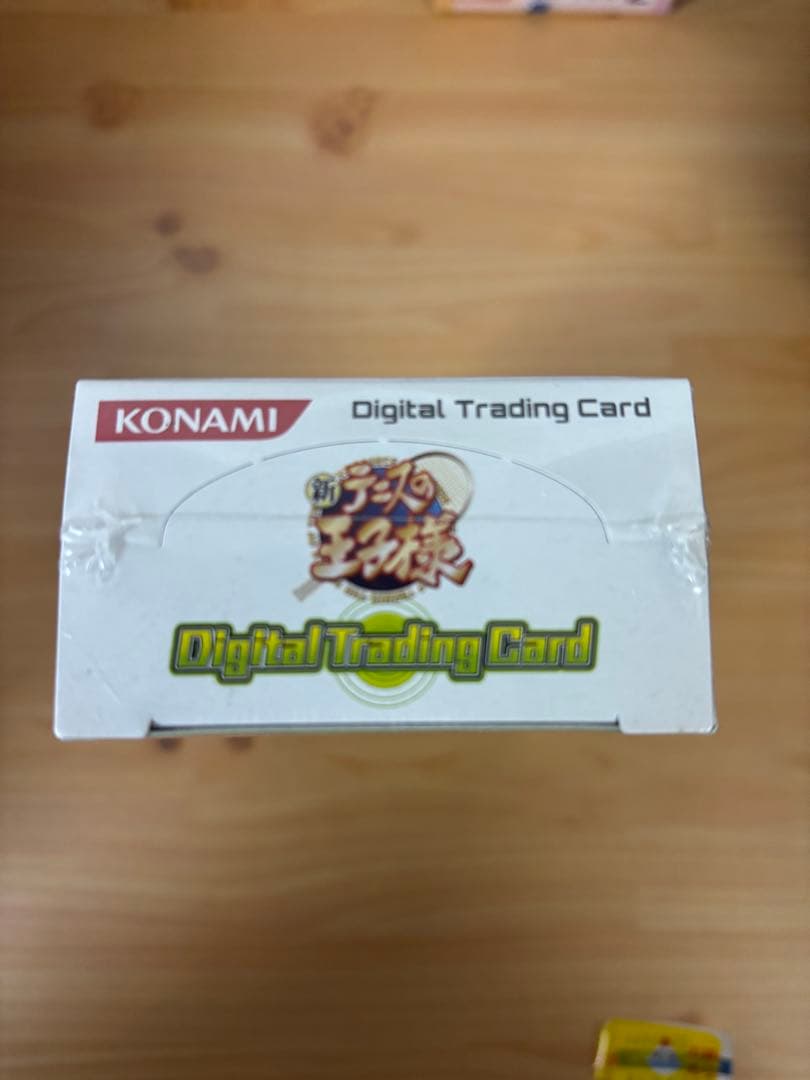 KONAMI
Digital Trading Card
新テニスの
王子様
Digital Trading Card